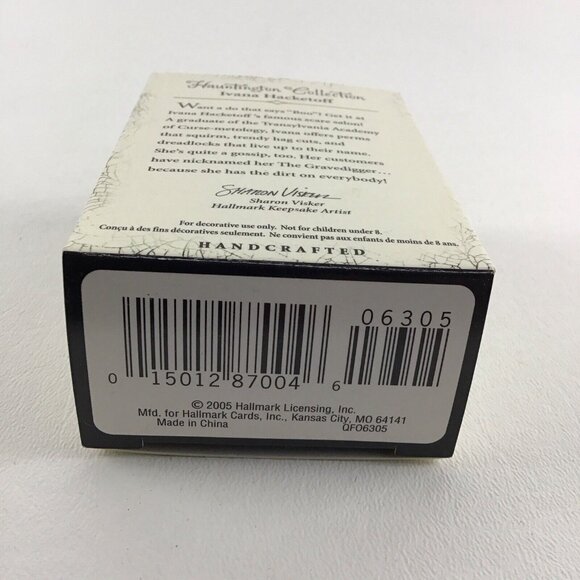 Hauntington Collection
Ivana Hacketoff
Want a do that says "Boo"! Get it at
Ivana Hacketoff's famous scare salon!
A graduate of the Transylvania Academy
of Curse-metology, Ivana offers perms
that squirm, trendy hag cuts, and
dreadlocks that live up to their name.
She's quite a gossip, too. Her customers
have nicknamed her The Gravedigger...
because she has the dirt on everybody!
Sharon Visker
Sharon Visker
Hallmark Keepsake Artist
For decorative use only. Not for children under 8.
Conçu à des fins décoratives seulement. Ne convient pas aux enfants de moins de 8 ans.
HANDCRAFTED
06305
0 15012 87004 6
© 2005 Hallmark Licensing, Inc.
Mfd. for Hallmark Cards, Inc., Kansas City, MO 64141
Made in China QFO6305